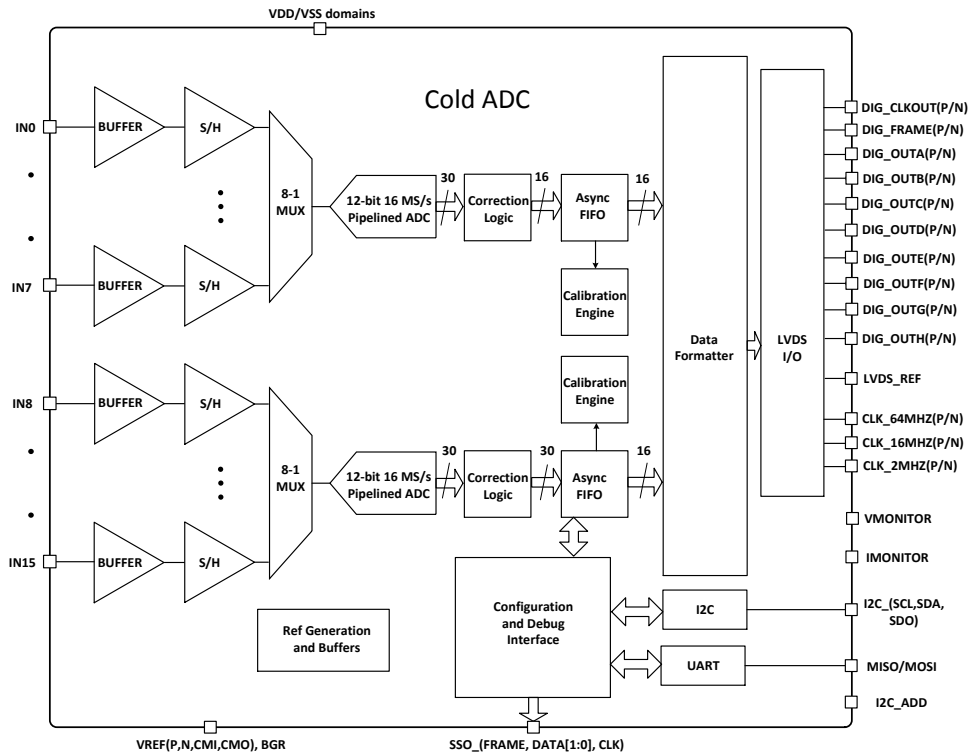 VDD/VSS domains
Cold ADC
IN0
BUFFER
S/H
8-1
MUX
12-bit 16 MS/s
Pipelined ADC
30
Correction
Logic
16
Async
FIFO
16
IN7
BUFFER
S/H
Calibration
Engine
Data
Formatter
LVDS
I/O
IN8
BUFFER
S/H
8-1
MUX
12-bit 16 MS/s
Pipelined ADC
30
Correction
Logic
30
Async
FIFO
16
Calibration
Engine
IN15
BUFFER
S/H
Ref Generation
and Buffers
Configuration
and Debug
Interface
I2C
UART
DIG_CLKOUT(P/N)
DIG_FRAME(P/N)
DIG_OUTA(P/N)
DIG_OUTB(P/N)
DIG_OUTC(P/N)
DIG_OUTD(P/N)
DIG_OUTE(P/N)
DIG_OUTF(P/N)
DIG_OUTG(P/N)
DIG_OUTH(P/N)
LVDS_REF
CLK_64MHZ(P/N)
CLK_16MHZ(P/N)
CLK_2MHZ(P/N)
VMONITOR
IMONITOR
I2C_(SCL,SDA,
SDO)
MISO/MOSI
I2C_ADD
VREF(P,N,CMI,CMO), BGR
SSO_(FRAME, DATA[1:0], CLK)